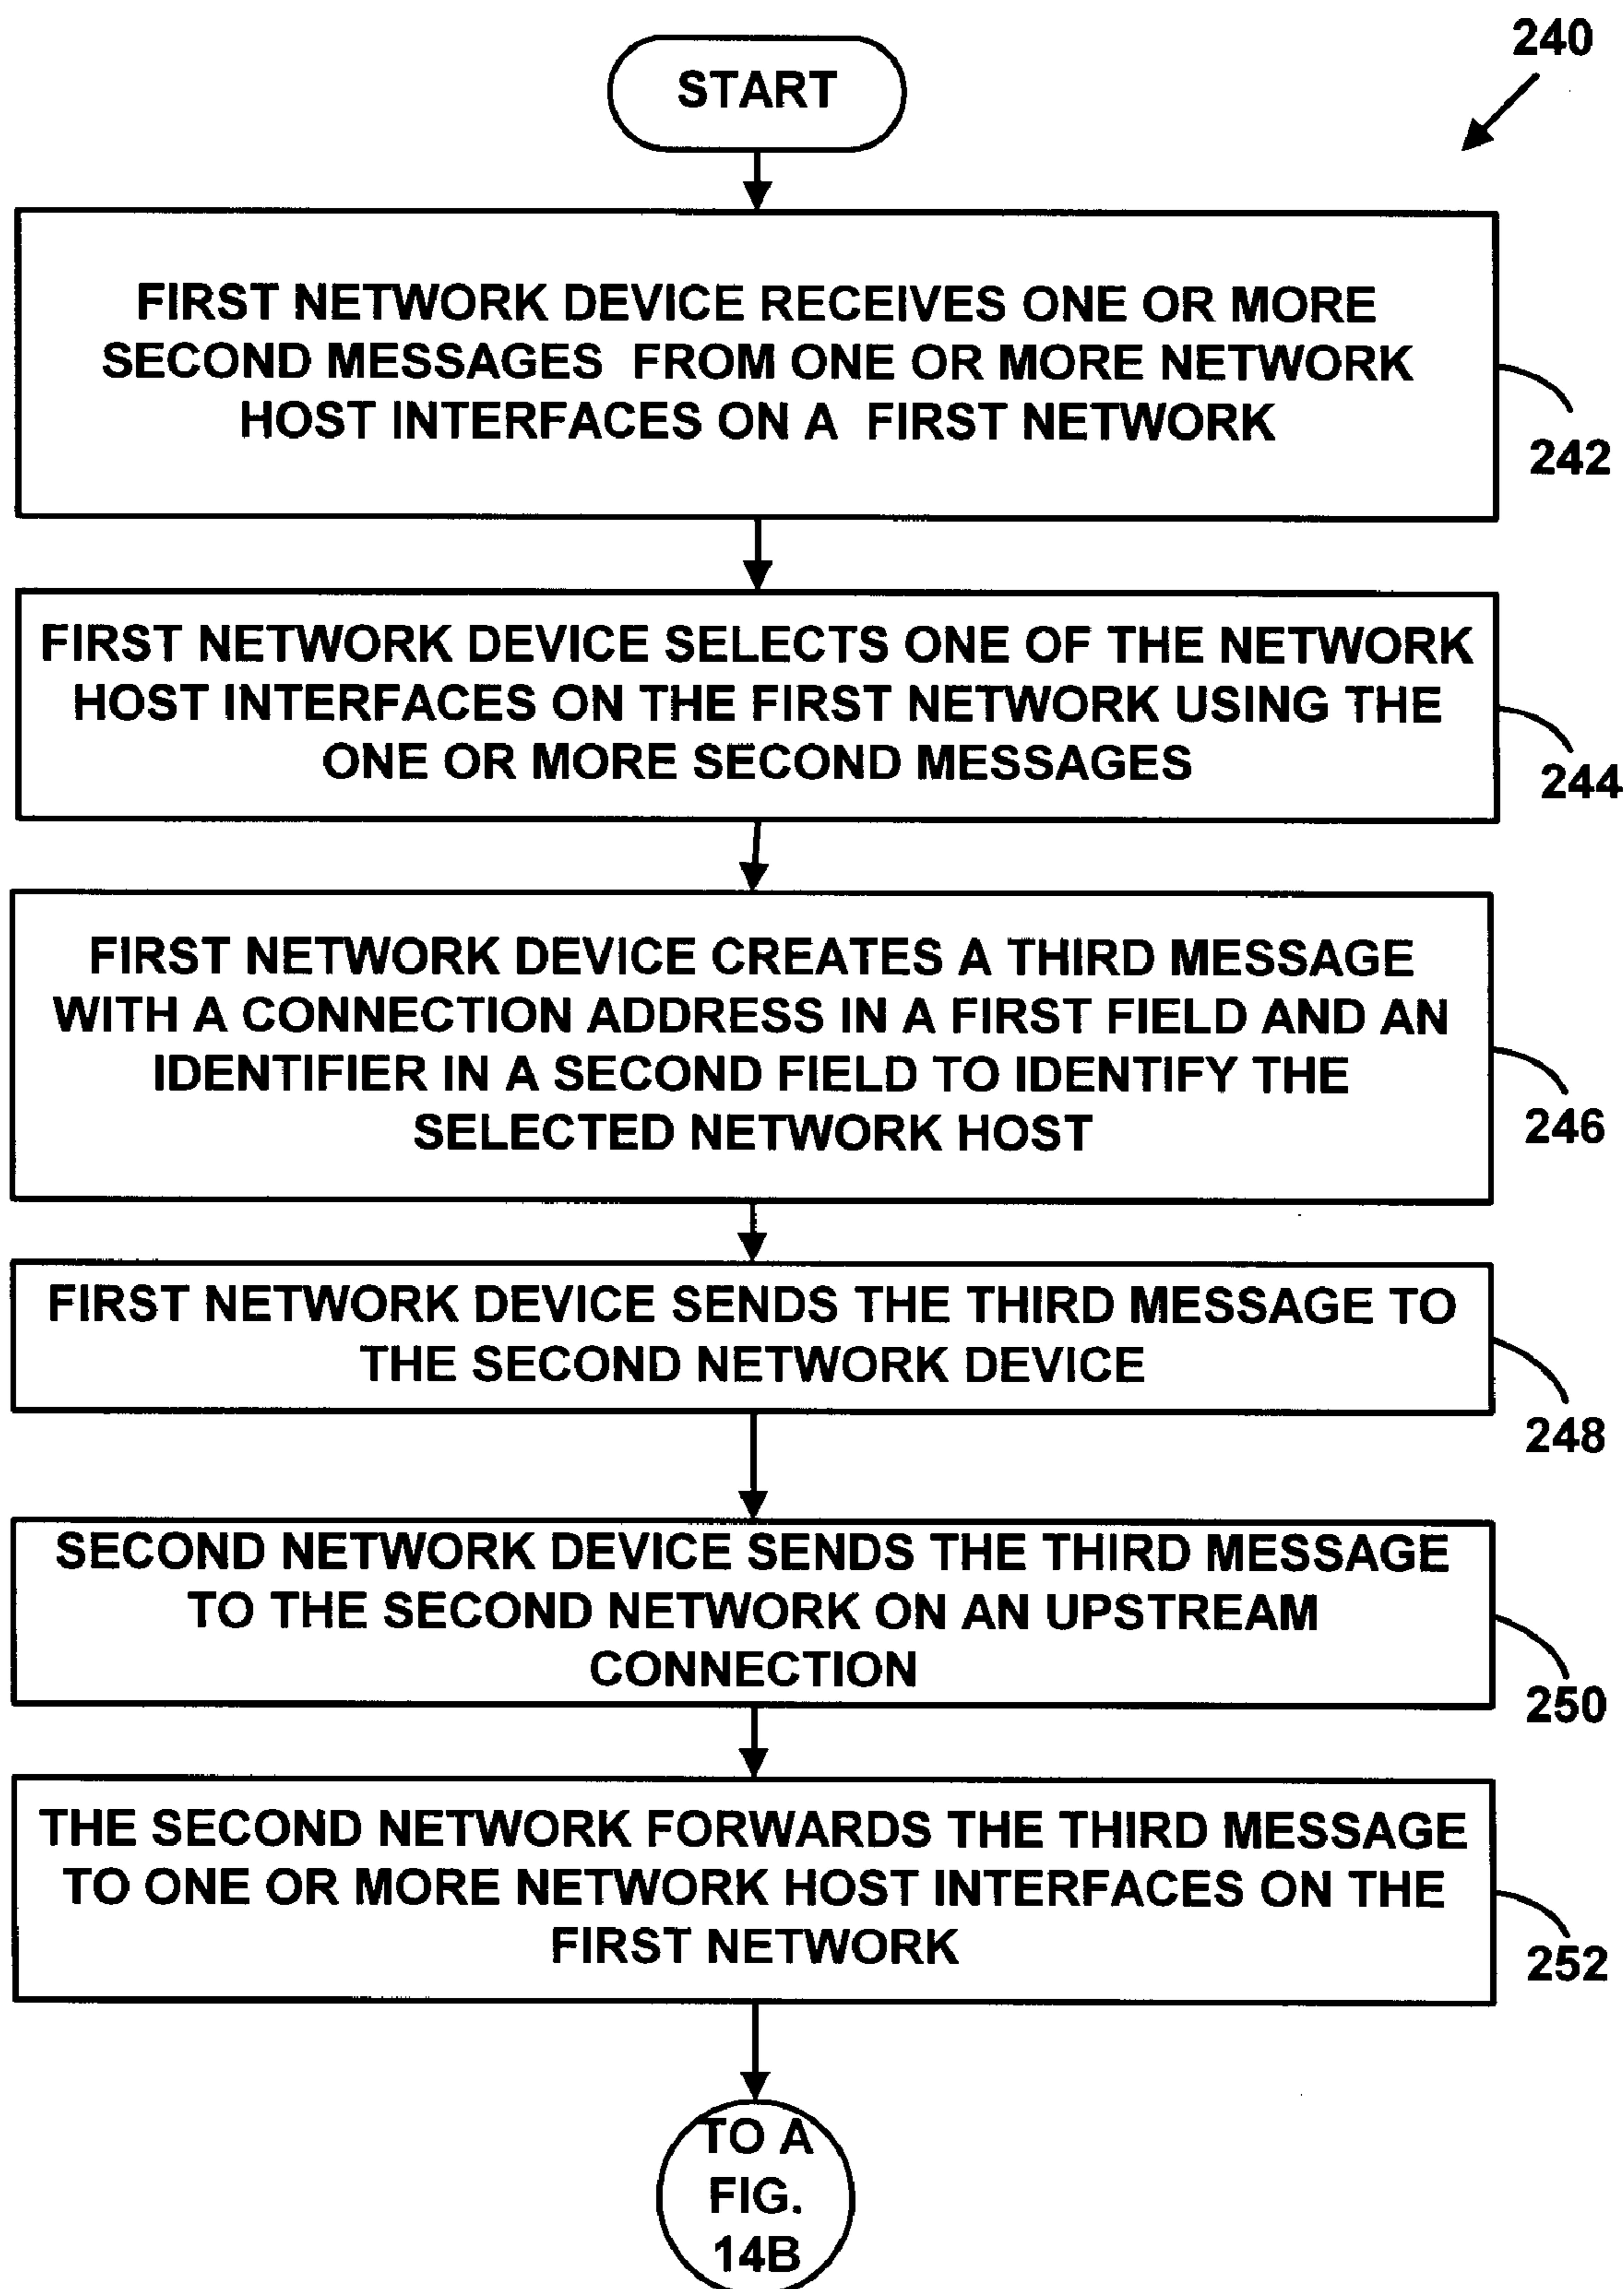 240
START
FIRST NETWORK DEVICE RECEIVES ONE OR MORE
SECOND MESSAGES FROM ONE OR MORE NETWORK
HOST INTERFACES ON A FIRST NETWORK
242
FIRST NETWORK DEVICE SELECTS ONE OF THE NETWORK
HOST INTERFACES ON THE FIRST NETWORK USING THE
ONE OR MORE SECOND MESSAGES
244
FIRST NETWORK DEVICE CREATES A THIRD MESSAGE
WITH A CONNECTION ADDRESS IN A FIRST FIELD AND AN
IDENTIFIER IN A SECOND FIELD TO IDENTIFY THE
SELECTED NETWORK HOST
246
FIRST NETWORK DEVICE SENDS THE THIRD MESSAGE TO
THE SECOND NETWORK DEVICE
248
SECOND NETWORK DEVICE SENDS THE THIRD MESSAGE
TO THE SECOND NETWORK ON AN UPSTREAM
CONNECTION
250
THE SECOND NETWORK FORWARDS THE THIRD MESSAGE
TO ONE OR MORE NETWORK HOST INTERFACES ON THE
FIRST NETWORK
252
TO A
FIG.
14B